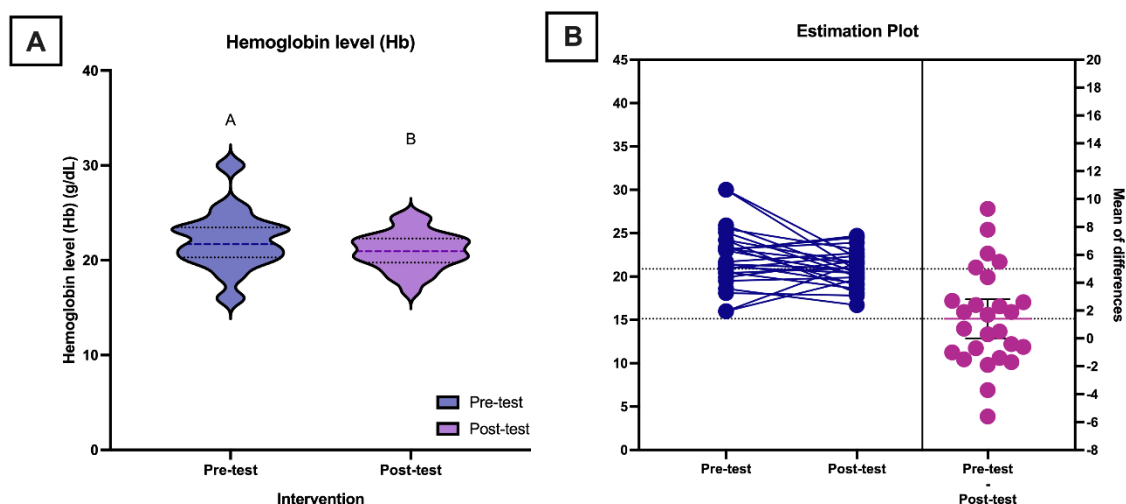 A
Hemoglobin level (Hb)
Hemoglobin level (Hb) (g/dL)
40
30
20
10
0
A
B
Pre-test
Post-test
Pre-test
Post-test
Intervention
B
Estimation Plot
45
40
35
30
25
20
15
10
5
0
20
18
16
14
12
10
8
6
4
2
0
-2
-4
-6
-8
Mean of differences
Pre-test
Post-test
Pre-test
-
Post-test